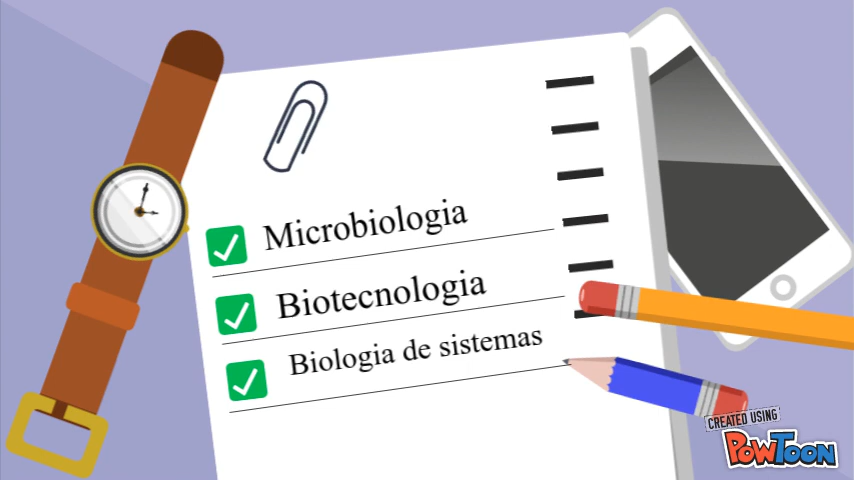 Microbiologia
Biotecnologia
Biologia de sistemas
CREATED USING
POWTOON